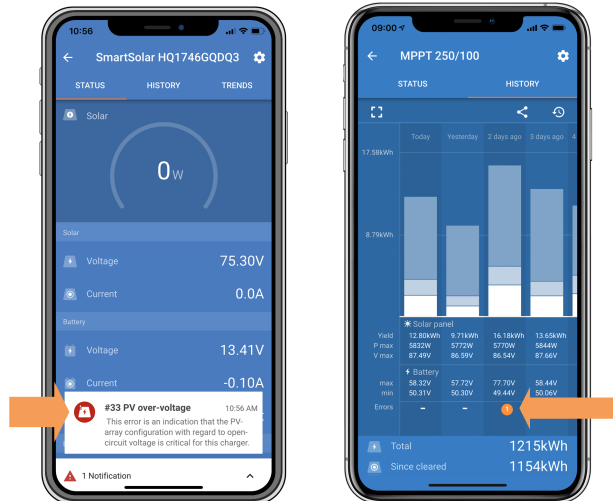 10:56
SmartSolar HQ1746GQDQ3
STATUS HISTORY TRENDS
Solar
0W
Solar
Voltage 75.30V
Current 0.0A
Battery
Voltage 13.41V
Current -0.10A
#33 PV over-voltage 10:56 AM
This error is an indication that the PV-
array configuration with regard to open-
circuit voltage is critical for this charger.
1 Notification
09:00
MPPT 250/100
STATUS HISTORY
Today Yesterday 2 days ago 3 days ago 4
17.58kWh
8.79kWh
Solar panel
Yield 12.80kWh 9.71kWh 16.18kWh 13.65kWh
P max 5832W 5772W 5770W 5844W
V max 87.49V 86.59V 86.54V 87.66V
Battery
max 58.32V 57.72V 77.70V 58.44V
min 50.31V 50.30V 49.44V 50.06V
Errors – – 1
Total 1215kWh
Since cleared 1154kWh